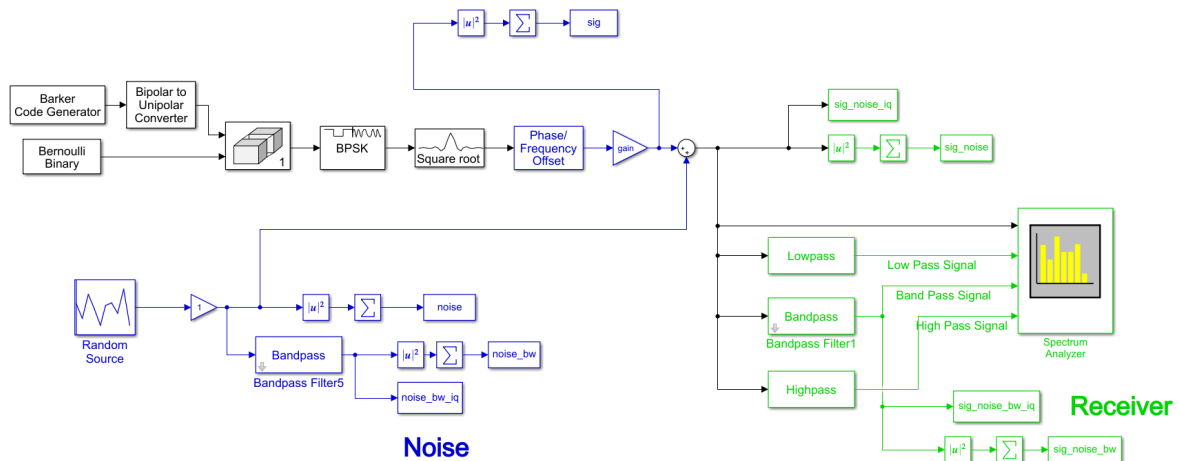 |u|²
∑
sig
Barker
Code Generator
Bipolar to
Unipolar
Converter
Bernoulli
Binary
1
BPSK
Square root
Phase/
Frequency
Offset
gain
+
+
sig_noise_iq
|u|²
∑
sig_noise
Lowpass
Low Pass Signal
Bandpass
Band Pass Signal
Bandpass Filter1
High Pass Signal
Highpass
Spectrum
Analyzer
Random
Source
1
|u|²
∑
noise
Bandpass
Bandpass Filter5
|u|²
∑
noise_bw
noise_bw_iq
Noise
sig_noise_bw_iq
Receiver
|u|²
∑
sig_noise_bw